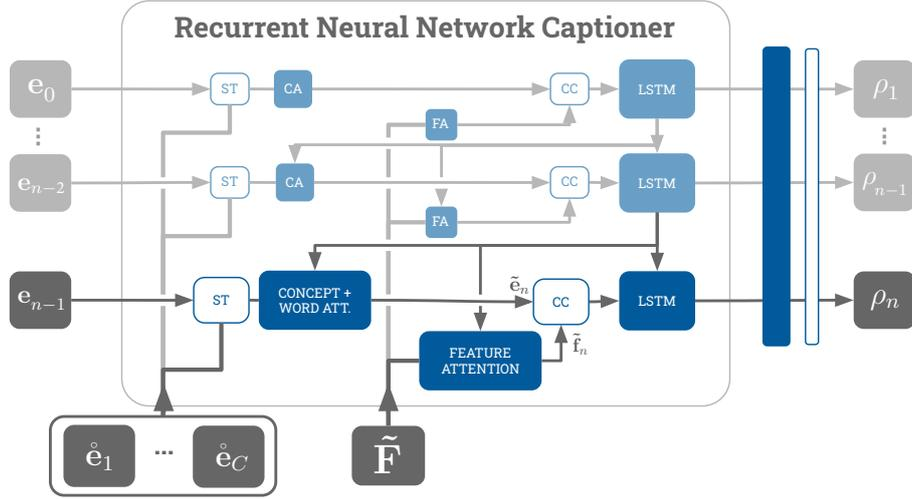 Recurrent Neural Network Captioner
e₀ ST CA CC LSTM ρ₁
⋮ FA ⋮
eₙ₋₂ ST CA CC LSTM ρₙ₋₁
FA
eₙ₋₁ ST CONCEPT + ẽₙ CC LSTM ρₙ
WORD ATT.
FEATURE f̃ₙ
ATTENTION
e̊₁ ... e̊_C F̃